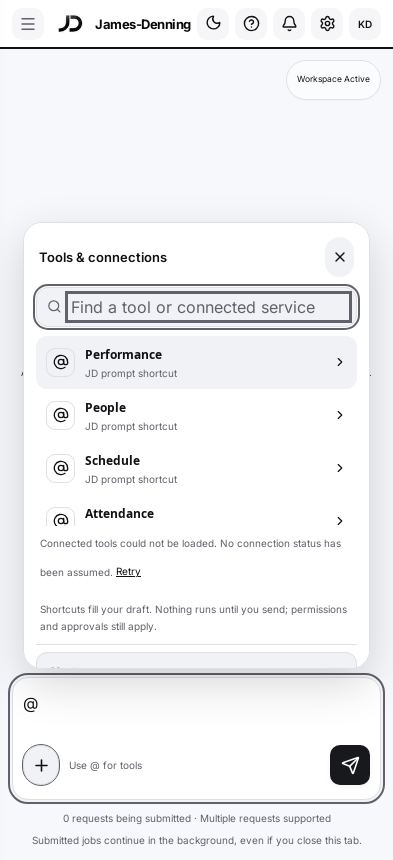 JD James-Denning KD
Workspace Active
Tools & connections
Find a tool or connected service
@ Performance
JD prompt shortcut
@ People
JD prompt shortcut
@ Schedule
JD prompt shortcut
@ Attendance
Connected tools could not be loaded. No connection status has
been assumed. Retry
Shortcuts fill your draft. Nothing runs until you send; permissions
and approvals still apply.
@
Use @ for tools
0 requests being submitted · Multiple requests supported
Submitted jobs continue in the background, even if you close this tab.